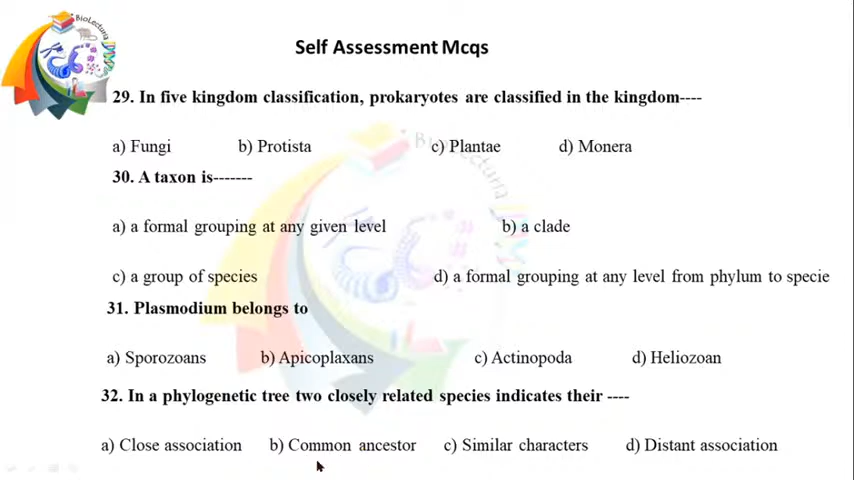 BioLecturia
Self Assessment Mcqs
29. In five kingdom classification, prokaryotes are classified in the kingdom----
a) Fungi b) Protista c) Plantae d) Monera
30. A taxon is-------
a) a formal grouping at any given level b) a clade
c) a group of species d) a formal grouping at any level from phylum to specie
31. Plasmodium belongs to
a) Sporozoans b) Apicoplaxans c) Actinopoda d) Heliozoan
32. In a phylogenetic tree two closely related species indicates their ----
a) Close association b) Common ancestor c) Similar characters d) Distant association